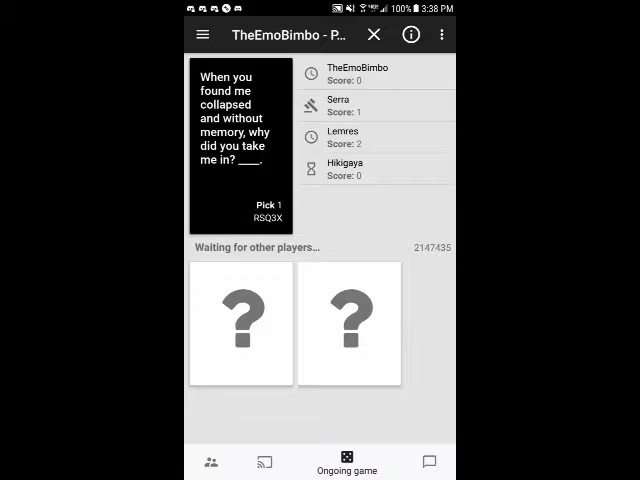 100% 3:38 PM
TheEmoBimbo - P...
When you
found me
collapsed
and without
memory, why
did you take
me in? ____.
Pick 1
RSQ3X
TheEmoBimbo
Score: 0
Serra
Score: 1
Lemres
Score: 2
Hikigaya
Score: 0
Waiting for other players... 2147435
? ?
Ongoing game